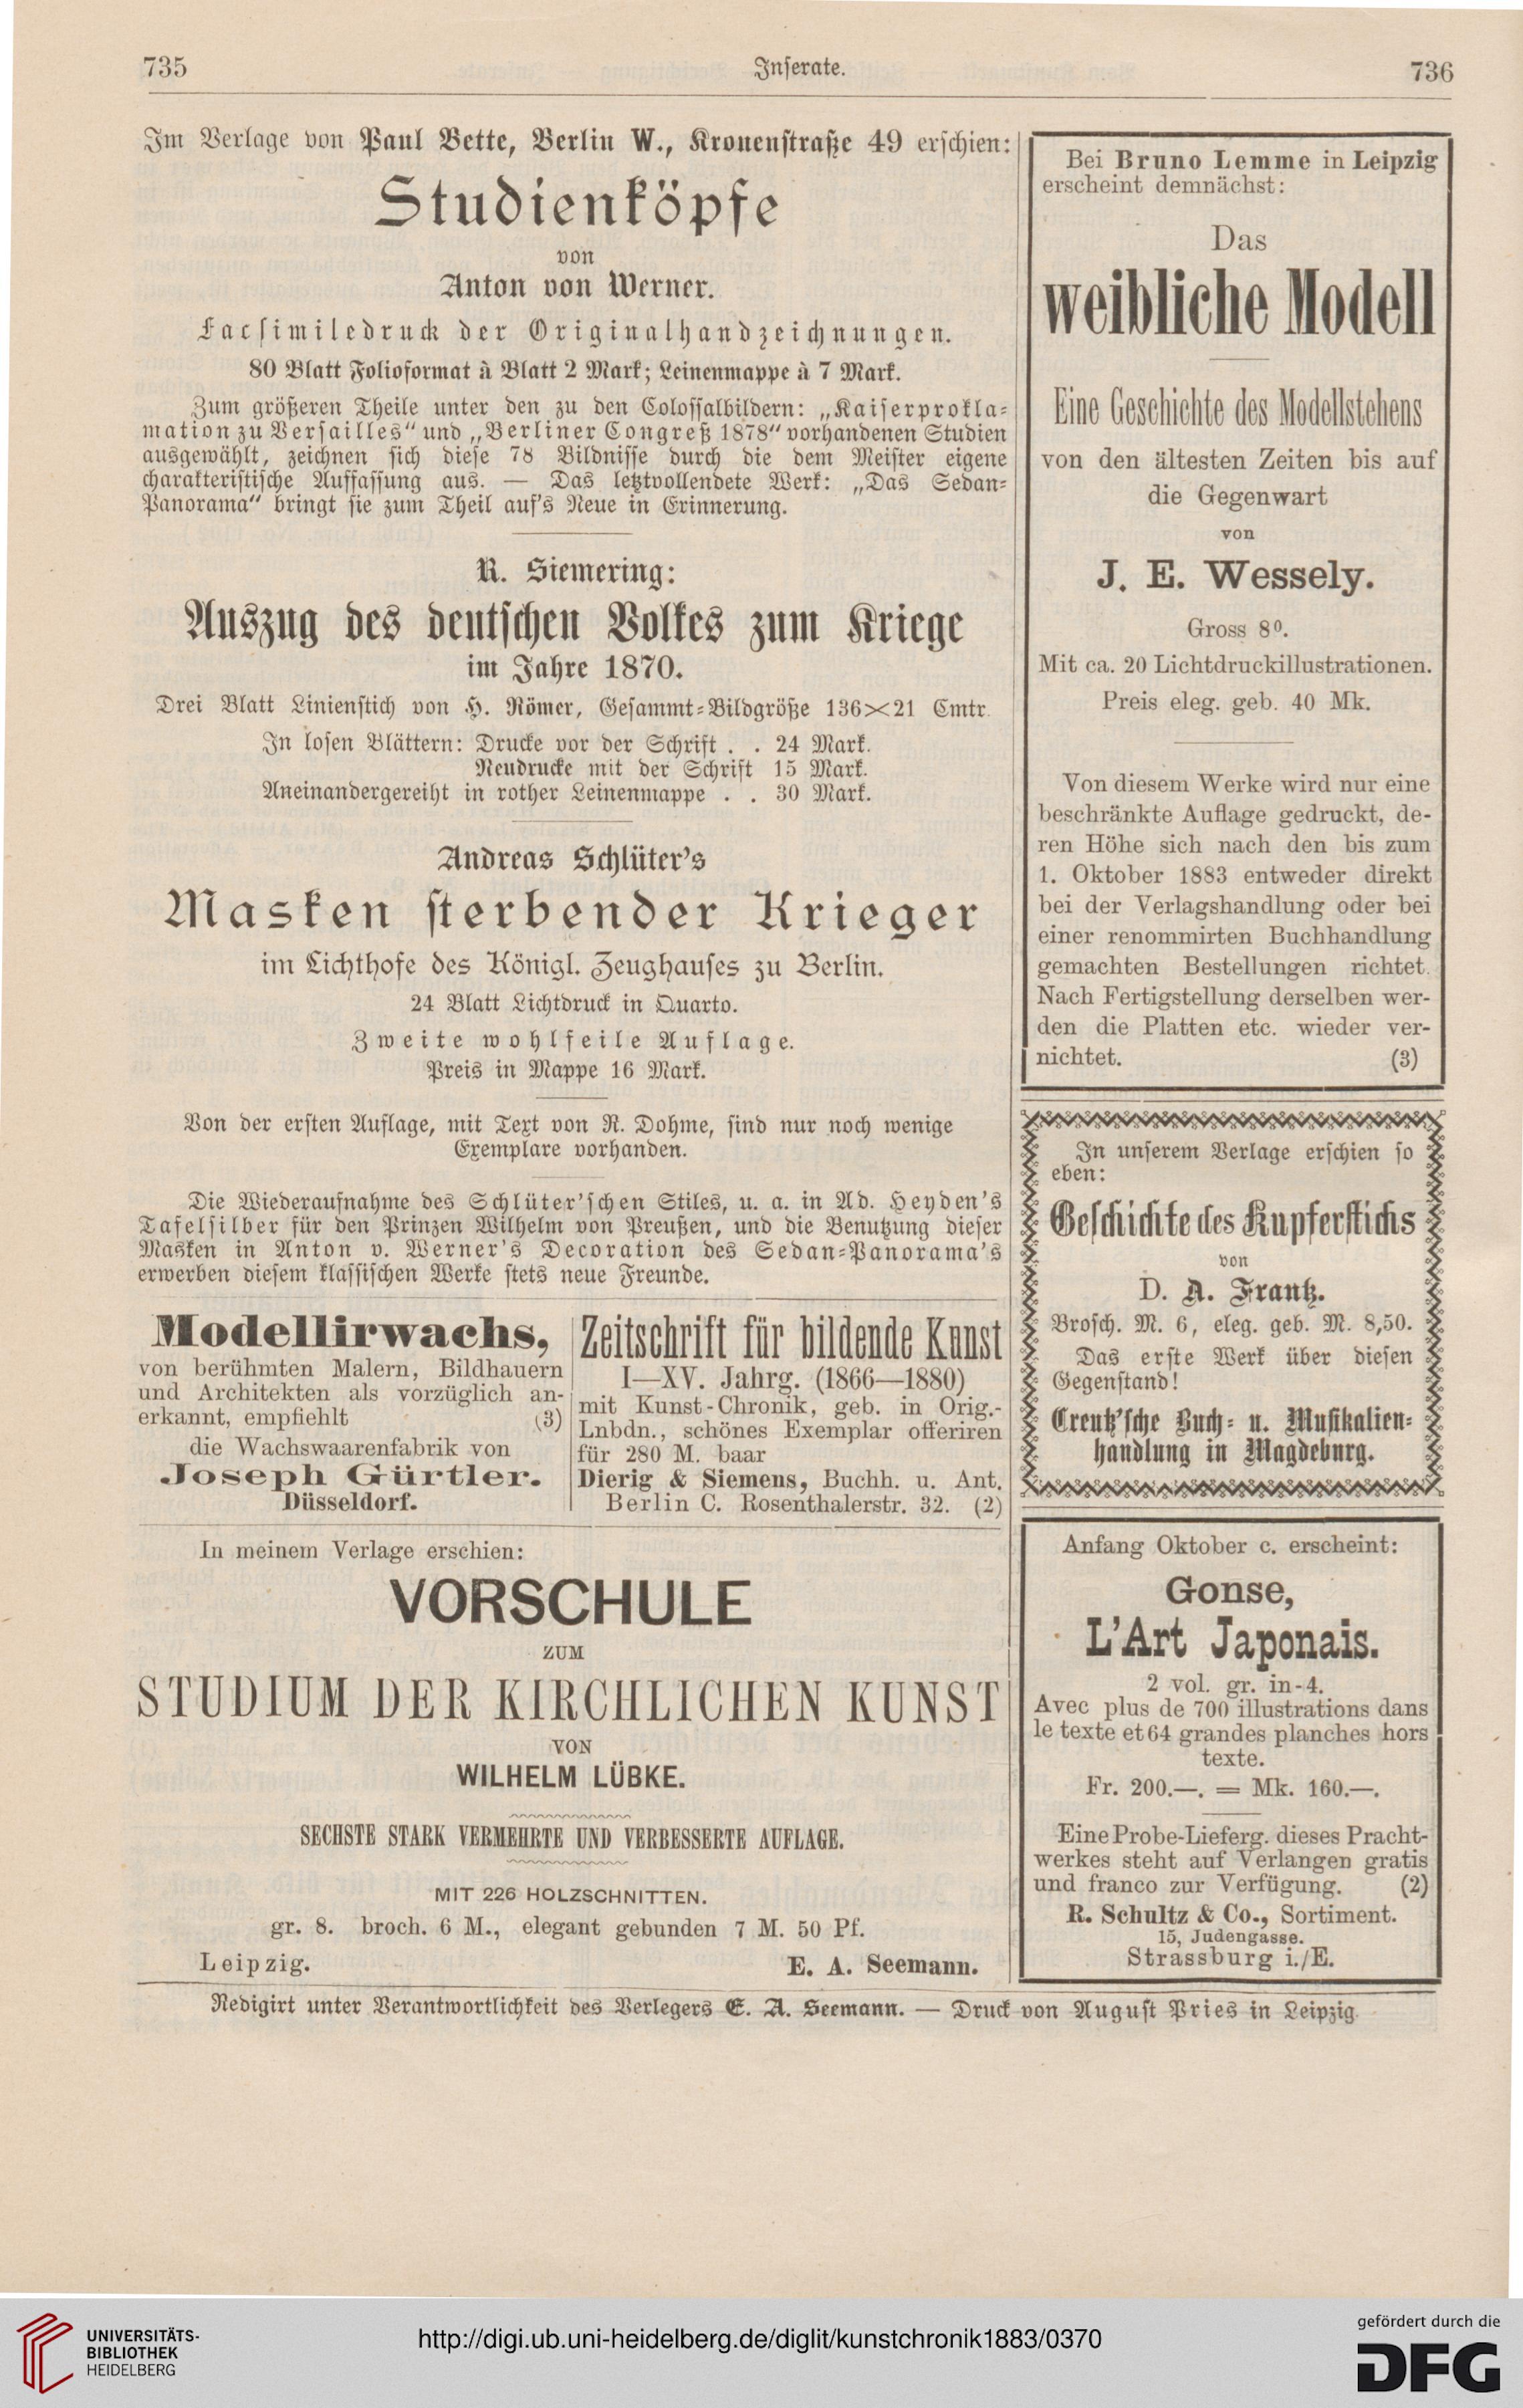 735
Inserate.
736
Im Verlage von Paul Bette, Berlin W., Kronenstraße 49 erschien:
Studienköpfe
von
Anton von Werner.
Facsimiledruck der Originalhandzeichnungen.
80 Blatt Folioformat à Blatt 2 Mark; Leinenmappe à 7 Mark.
Zum größeren Theile unter den zu den Colossalbildern: „Kaiserprokla-
mation zu Versailles“ und „Berliner Congreß 1878“ vorhandenen Studien
ausgewählt, zeichnen sich diese 78 Bildnisse durch die dem Meister eigene
charakteristische Auffassung aus. — Das letztvollendete Werk: „Das Sedan-
Panorama“ bringt sie zum Theil auf's Neue in Erinnerung.
R. Siemering:
Auszug des deutschen Volkes zum Kriege
im Jahre 1870.
Drei Blatt Linienstich von H. Römer, Gesammt-Bildgröße 136×21 Cmtr.
In losen Blättern: Drucke vor der Schrift . . 24 Mark.
Neudrucke mit der Schrift 15 Mark.
Aneinandergereiht in rother Leinenmappe . . 30 Mark.
Andreas Schlüter's
Masken sterbender Krieger
im Lichthofe des Königl. Zeughauses zu Berlin.
24 Blatt Lichtdruck in Quarto.
Zweite wohlfeile Auflage.
Preis in Mappe 16 Mark.
Von der ersten Auflage, mit Text von R. Dohme, sind nur noch wenige
Exemplare vorhanden.
Die Wiederaufnahme des Schlüter'schen Stiles, u. a. in Ad. Heyden's
Tafelsilber für den Prinzen Wilhelm von Preußen, und die Benutzung dieser
Masken in Anton v. Werner's Decoration des Sedan-Panorama's
erwerben diesem klassischen Werke stets neue Freunde.
Modellirwachs,
von berühmten Malern, Bildhauern
und Architekten als vorzüglich an-
erkannt, empfiehlt (3)
die Wachswaarenfabrik von
Joseph Gürtler.
Düsseldorf.
Zeitschrift für bildende Kunst
I—XV. Jahrg. (1866—1880)
mit Kunst-Chronik, geb. in Orig.-
Lnbdn., schönes Exemplar offeriren
für 280 M. baar
Dierig & Siemens, Buchh. u. Ant.
Berlin C. Rosenthalerstr. 32. (2)
In meinem Verlage erschien:
VORSCHULE
ZUM
STUDIUM DER KIRCHLICHEN KUNST
VON
WILHELM LÜBKE.
SECHSTE STARK VERMEHRTE UND VERBESSERTE AUFLAGE.
MIT 226 HOLZSCHNITTEN.
gr. 8. broch. 6 M., elegant gebunden 7 M. 50 Pf.
Leipzig. E. A. Seemann.
Bei Bruno Lemme in Leipzig
erscheint demnächst:
Das
weibliche Modell
Eine Geschichte des Modellstehens
von den ältesten Zeiten bis auf
die Gegenwart
von
J. E. Wessely.
Gross 8⁰.
Mit ca. 20 Lichtdruckillustrationen.
Preis eleg. geb. 40 Mk.
Von diesem Werke wird nur eine
beschränkte Auflage gedruckt, de-
ren Höhe sich nach den bis zum
1. Oktober 1883 entweder direkt
bei der Verlagshandlung oder bei
einer renommirten Buchhandlung
gemachten Bestellungen richtet.
Nach Fertigstellung derselben wer-
den die Platten etc. wieder ver-
nichtet. (3)
In unserem Verlage erschien so
eben:
Geschichte des Kupferstichs
von
D. A. Frantz.
Brosch. M. 6, eleg. geb. M. 8,50.
Das erste Werk über diesen
Gegenstand!
Creutz'sche Buch- u. Musikalien-
handlung in Magdeburg.
Anfang Oktober c. erscheint:
Gonse,
L'Art Japonais.
2 vol. gr. in-4.
Avec plus de 700 illustrations dans
le texte et 64 grandes planches hors
texte.
Fr. 200.—. = Mk. 160.—.
Eine Probe-Lieferg. dieses Pracht-
werkes steht auf Verlangen gratis
und franco zur Verfügung. (2)
R. Schultz & Co., Sortiment.
15, Judengasse.
Strassburg i./E.
Redigirt unter Verantwortlichkeit des Verlegers E. A. Seemann. — Druck von August Pries in Leipzig.
UNIVERSITÄTS-
BIBLIOTHEK
HEIDELBERG
http://digi.ub.uni-heidelberg.de/diglit/kunstchronik1883/0370
gefördert durch die
DFG